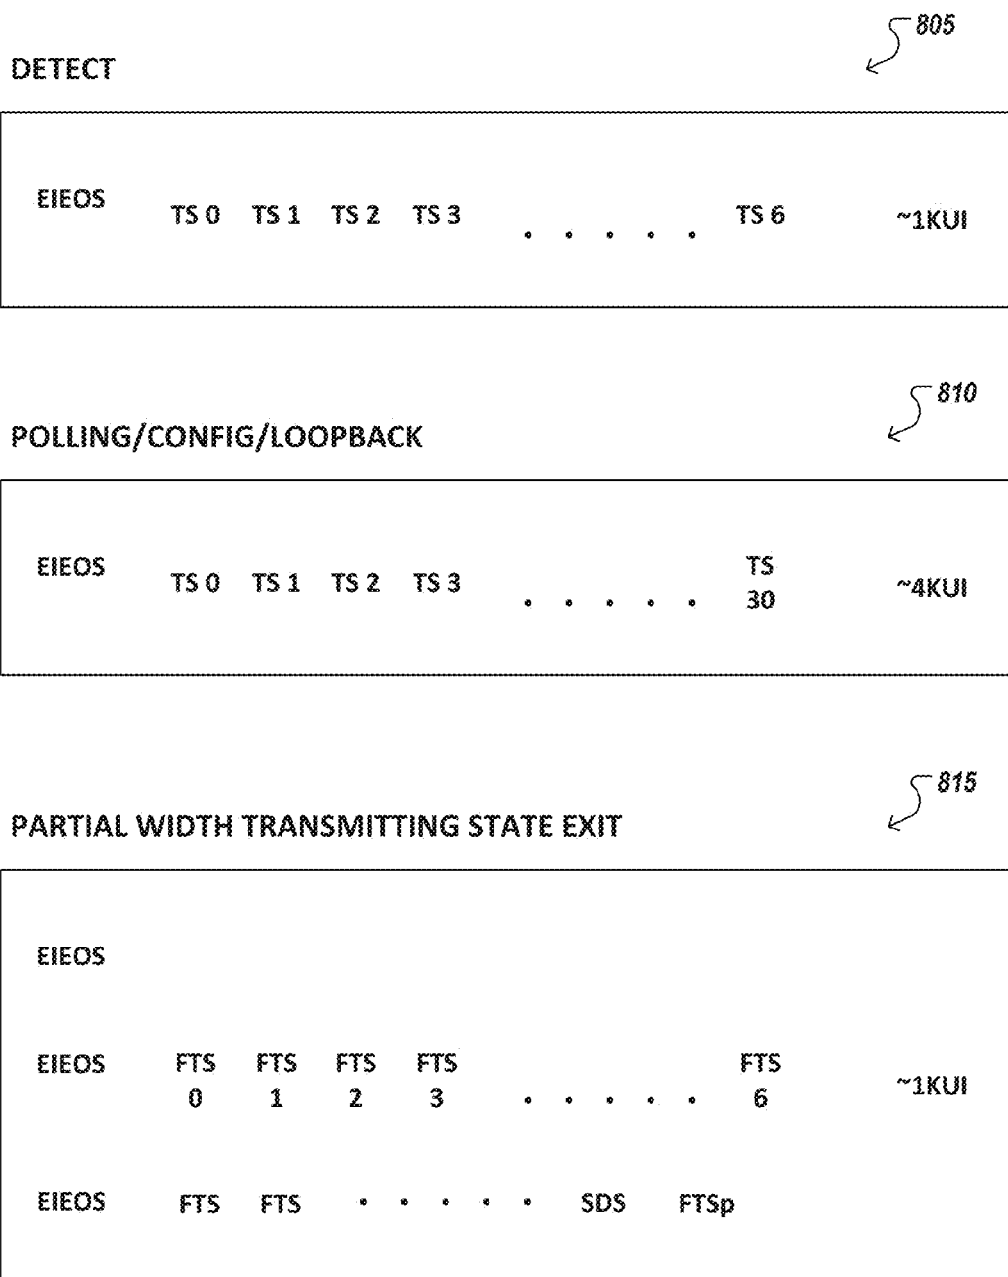 805
DETECT
EIEOS TS 0 TS 1 TS 2 TS 3 . . . . . TS 6 ~1KUI
810
POLLING/CONFIG/LOOPBACK
EIEOS TS 0 TS 1 TS 2 TS 3 . . . . . TS 30 ~4KUI
815
PARTIAL WIDTH TRANSMITTING STATE EXIT
EIEOS
EIEOS FTS 0 FTS 1 FTS 2 FTS 3 . . . . . FTS 6 ~1KUI
EIEOS FTS FTS . . . . . SDS FTSp